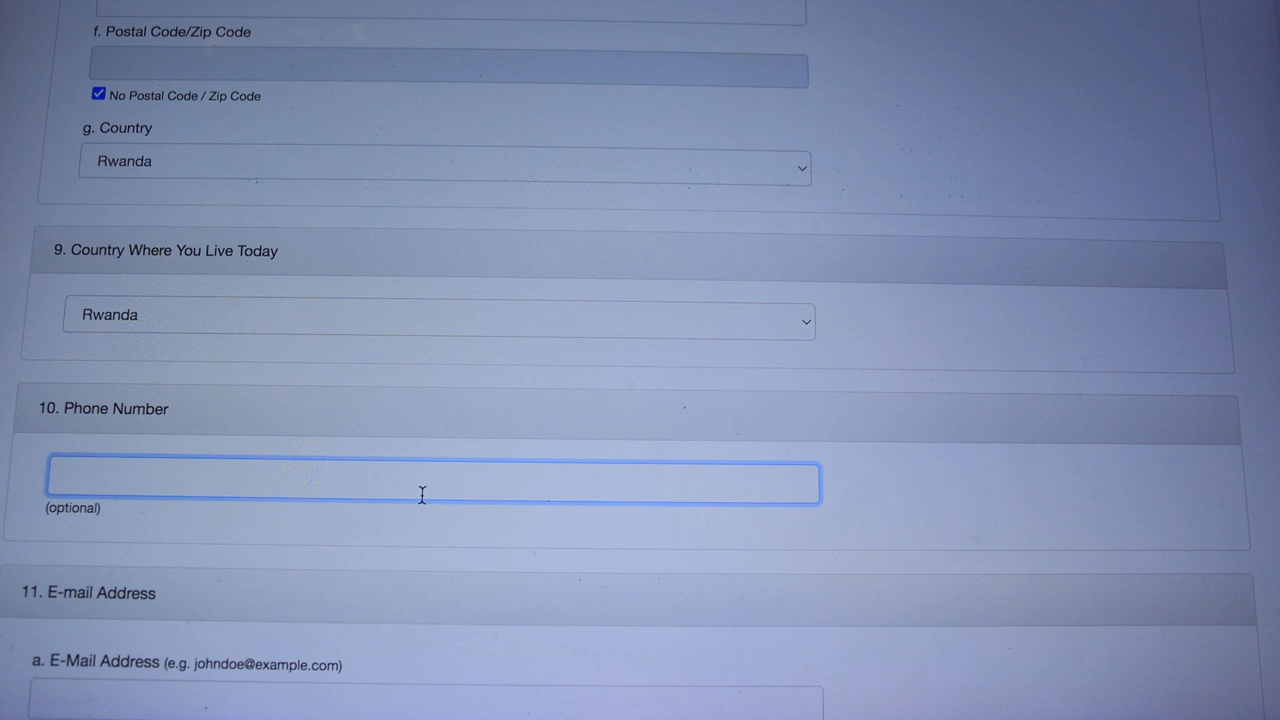 f. Postal Code/Zip Code
No Postal Code / Zip Code
g. Country
Rwanda
9. Country Where You Live Today
Rwanda
10. Phone Number
(optional)
11. E-mail Address
a. E-Mail Address (e.g. johndoe@example.com)